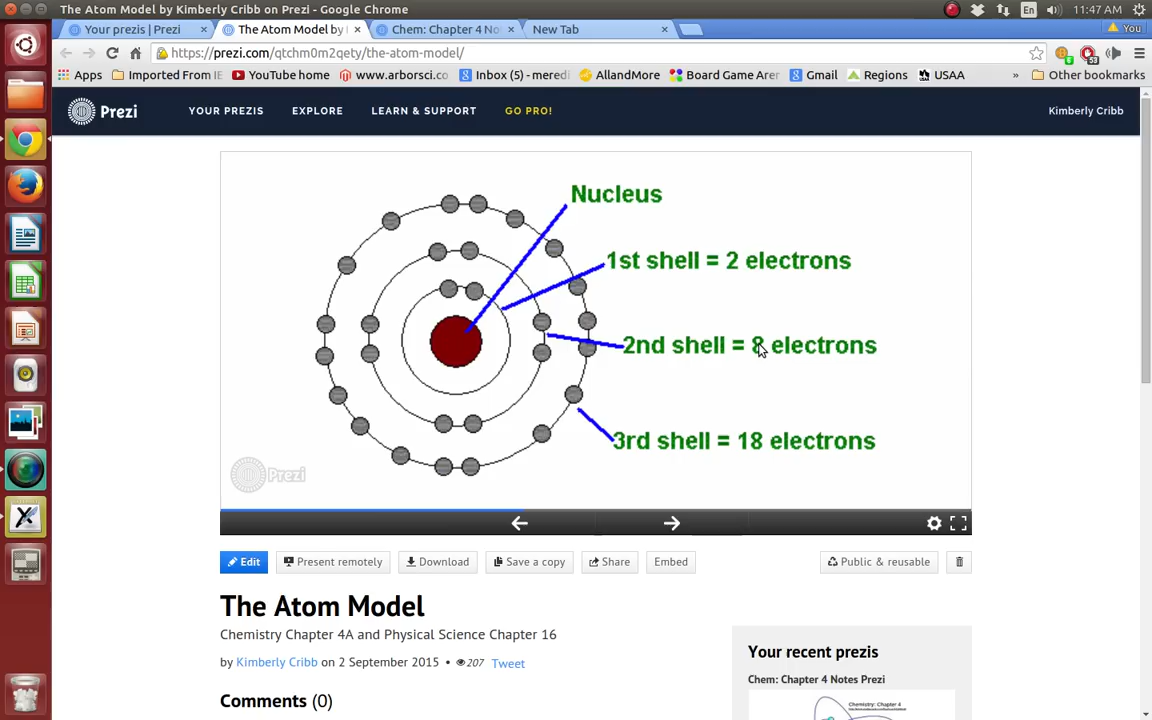 The Atom Model by Kimberly Cribb on Prezi - Google Chrome
En 11:47 AM
Your prezis | Prezi
The Atom Model by
Chem: Chapter 4 No
New Tab
You
https://prezi.com/qtchm0m2qety/the-atom-model/
Apps
Imported From IE
YouTube home
www.arborsci.co
Inbox (5) - meredi
AllandMore
Board Game Arer
Gmail
Regions
USAA
»
Other bookmarks
Prezi
YOUR PREZIS
EXPLORE
LEARN & SUPPORT
GO PRO!
Kimberly Cribb
Nucleus
1st shell = 2 electrons
2nd shell = 8 electrons
3rd shell = 18 electrons
Prezi
Edit
Present remotely
Download
Save a copy
Share
Embed
Public & reusable
The Atom Model
Chemistry Chapter 4A and Physical Science Chapter 16
by Kimberly Cribb on 2 September 2015 • 207 Tweet
Your recent prezis
Chem: Chapter 4 Notes Prezi
Chemistry: Chapter 4
Comments (0)